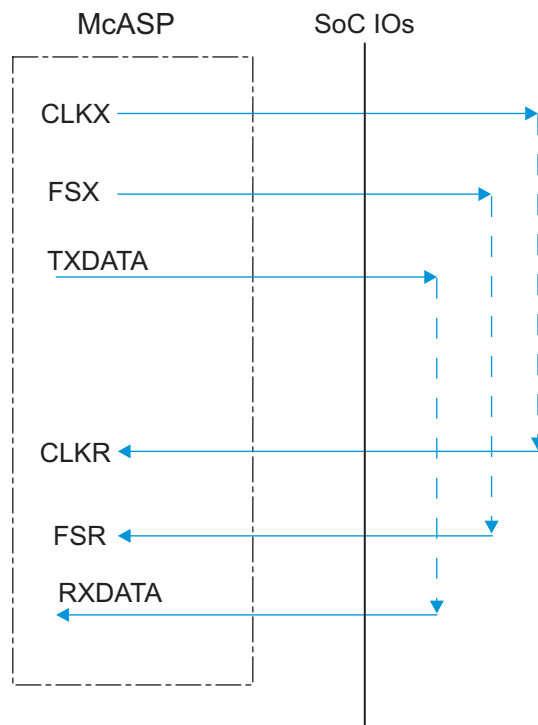 McASP
SoC IOs
CLKX
FSX
TXDATA
CLKR
FSR
RXDATA